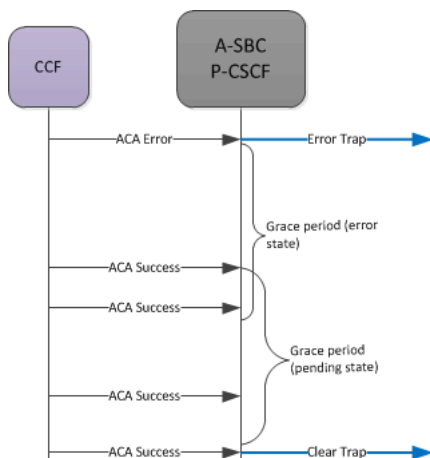 CCF
A-SBC
P-CSCF
ACA Error
Error Trap
Grace period (error
state)
ACA Success
ACA Success
Grace period
(pending state)
ACA Success
ACA Success
Clear Trap